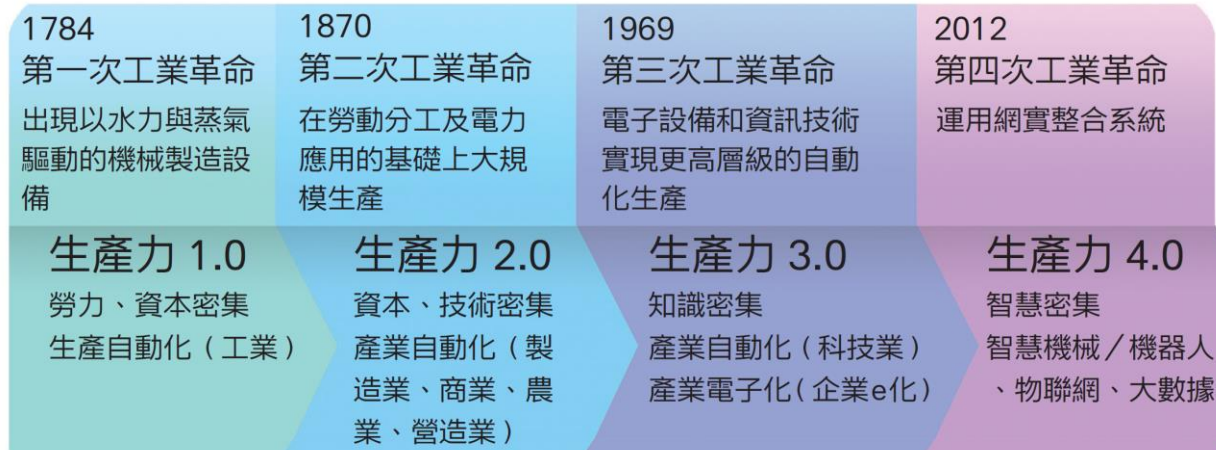 1784
第一次工業革命
出現以水力與蒸氣
驅動的機械製造設
備
1870
第二次工業革命
在勞動分工及電力
應用的基礎上大規
模生產
1969
第三次工業革命
電子設備和資訊技術
實現更高層級的自動
化生產
2012
第四次工業革命
運用網實整合系統
生產力 1.0
勞力、資本密集
生產自動化（工業）
生產力 2.0
資本、技術密集
產業自動化（製
造業、商業、農
業、營造業）
生產力 3.0
知識密集
產業自動化（科技業）
產業電子化（企業e化）
生產力 4.0
智慧密集
智慧機械／機器人
、物聯網、大數據